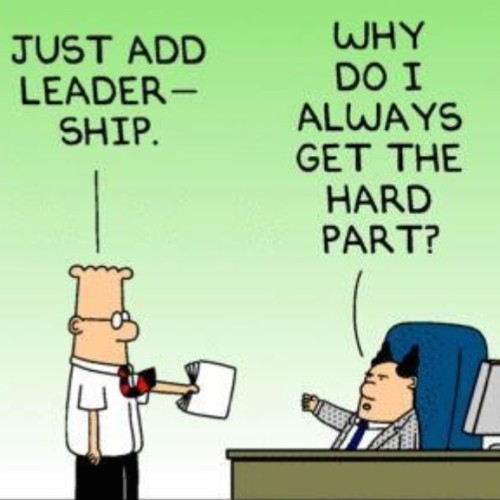 JUST ADD
LEADER–
SHIP.
WHY
DO I
ALWAYS
GET THE
HARD
PART?